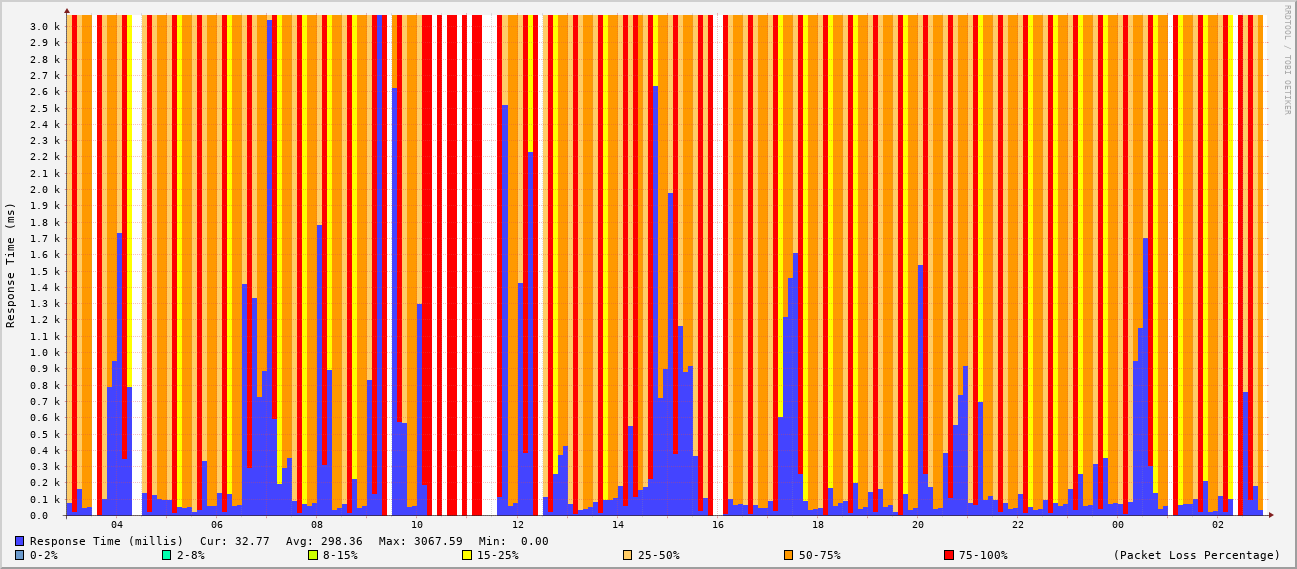 RRDTOOL / TOBI OETIKER
Response Time (ms)
3.0 k
2.9 k
2.8 k
2.7 k
2.6 k
2.5 k
2.4 k
2.3 k
2.2 k
2.1 k
2.0 k
1.9 k
1.8 k
1.7 k
1.6 k
1.5 k
1.4 k
1.3 k
1.2 k
1.1 k
1.0 k
0.9 k
0.8 k
0.7 k
0.6 k
0.5 k
0.4 k
0.3 k
0.2 k
0.1 k
0.0
04 06 08 10 12 14 16 18 20 22 00 02
Response Time (millis) Cur: 32.77 Avg: 298.36 Max: 3067.59 Min: 0.00
0-2% 2-8% 8-15% 15-25% 25-50% 50-75% 75-100% (Packet Loss Percentage)